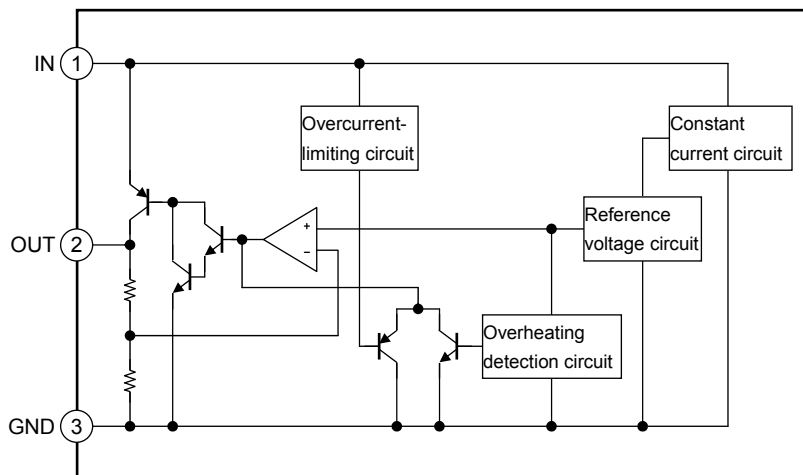 IN 1
Overcurrent-
limiting circuit
Constant
current circuit
Reference
voltage circuit
OUT 2
+
−
Overheating
detection circuit
GND 3